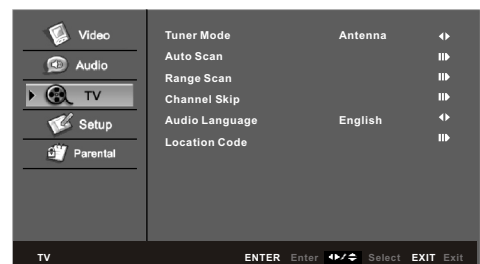 Video
Audio
TV
Setup
Parental
Tuner Mode Antenna
Auto Scan
Range Scan
Channel Skip
Audio Language English
Location Code
TV ENTER Enter Select EXIT Exit